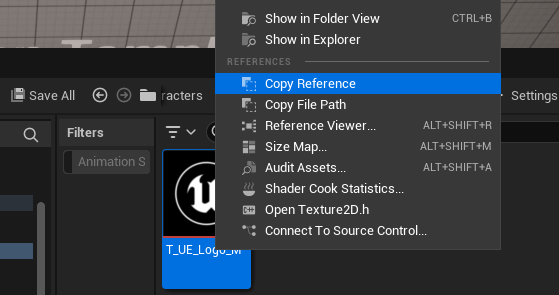 Show in Folder View CTRL+B
Show in Explorer
REFERENCES
Copy Reference
Copy File Path
Reference Viewer... ALT+SHIFT+R
Size Map... ALT+SHIFT+M
Audit Assets... ALT+SHIFT+A
Shader Cook Statistics...
Open Texture2D.h
Connect To Source Control...
Save All
racters
Settings
Filters
Animation S
T_UE_Logo_M